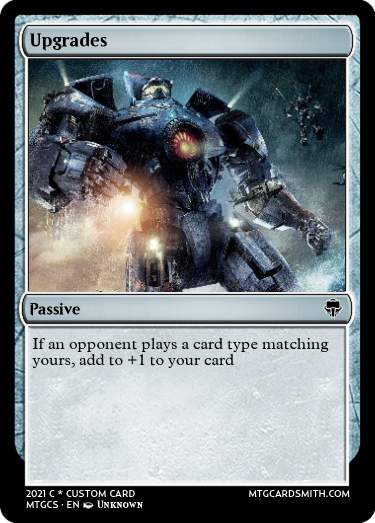 Upgrades
Passive
If an opponent plays a card type matching
yours, add to +1 to your card
2021 C * CUSTOM CARD
MTGCARDSMITH.COM
MTGCS • EN UNKNOWN